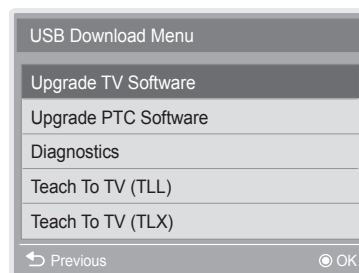 USB Download Menu
Upgrade TV Software
Upgrade PTC Software
Diagnostics
Teach To TV (TLL)
Teach To TV (TLX)
Previous OK